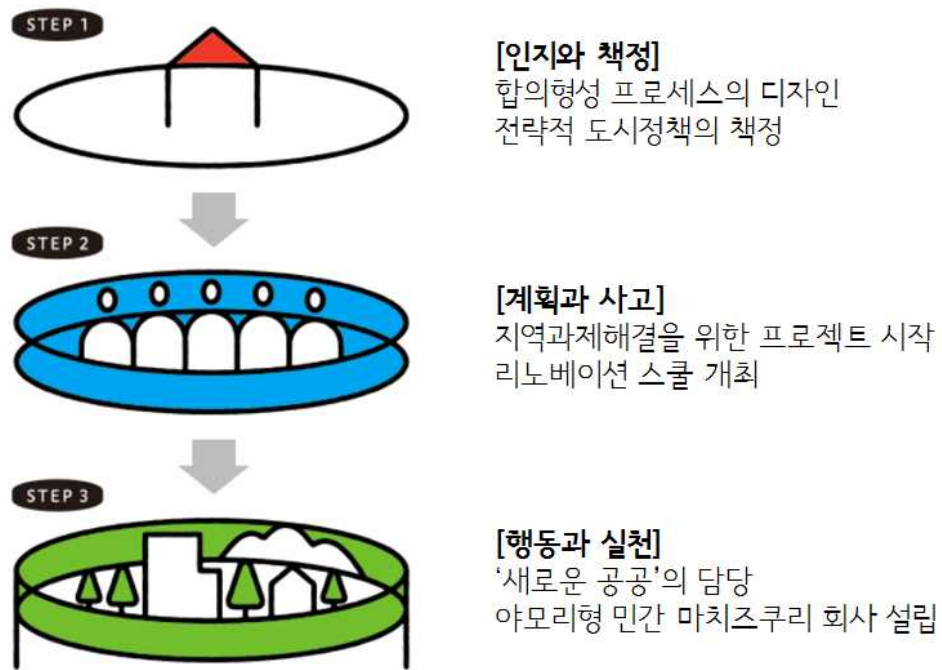 STEP 1
[인지와 책정]
합의형성 프로세스의 디자인
전략적 도시정책의 책정
STEP 2
[계획과 사고]
지역과제해결을 위한 프로젝트 시작
리노베이션 스쿨 개최
STEP 3
[행동과 실천]
‘새로운 공공’의 담당
야모리형 민간 마치즈쿠리 회사 설립